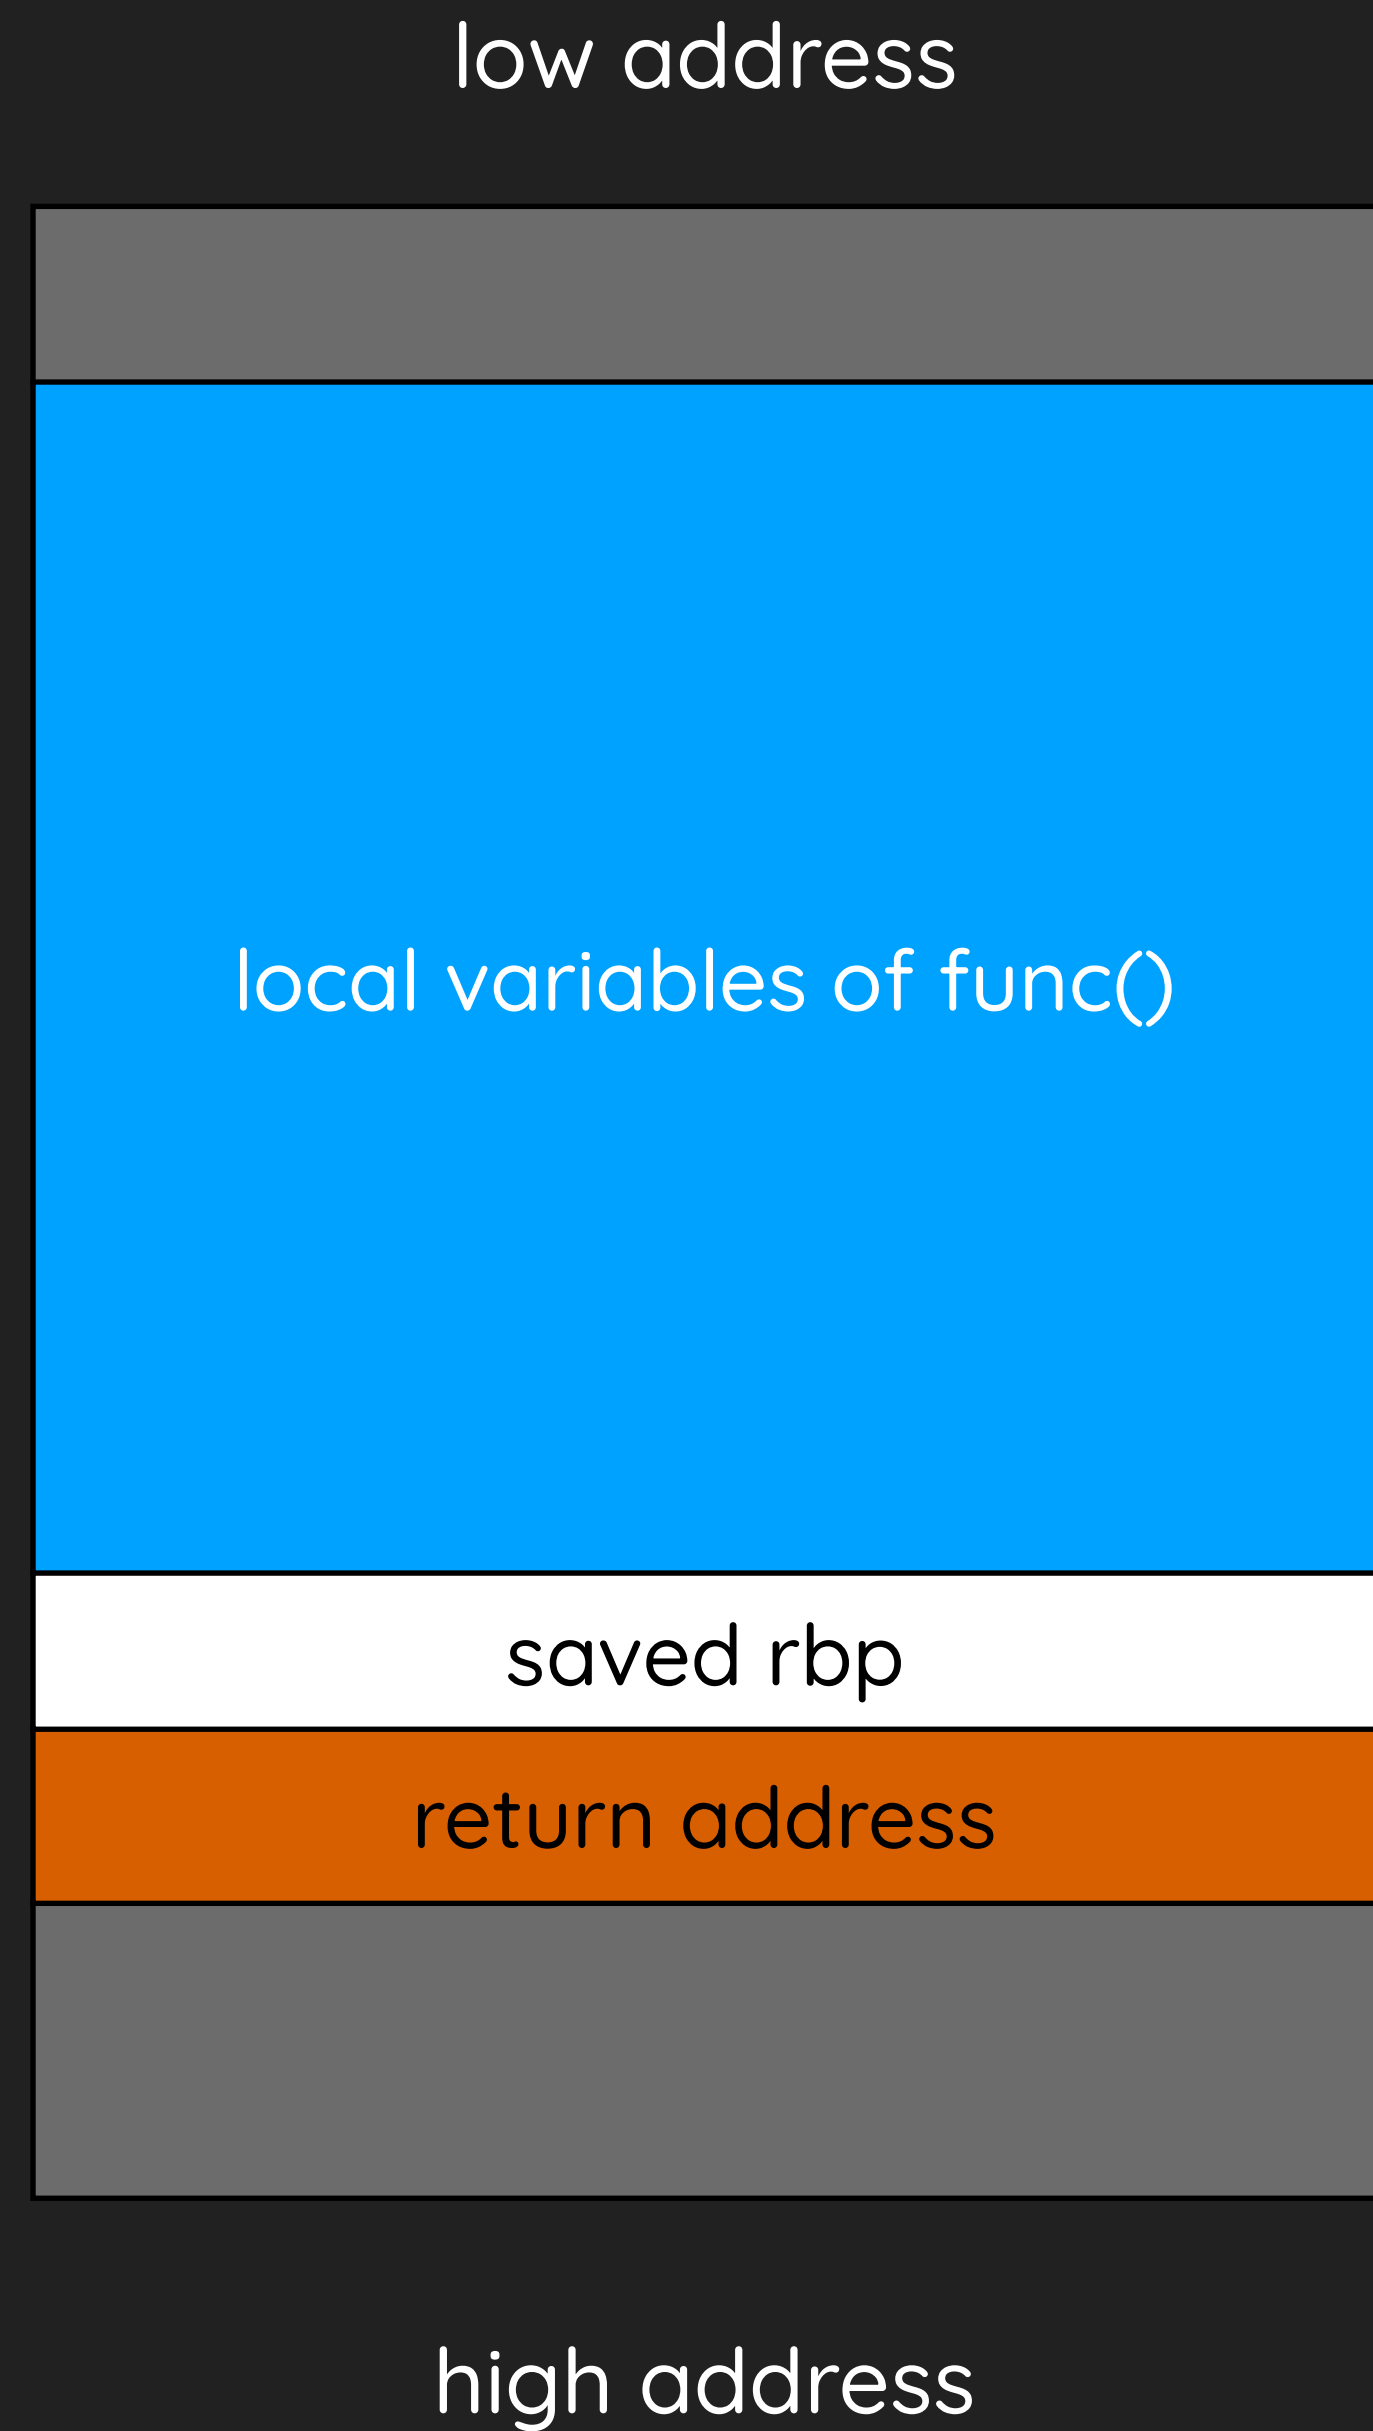 low address
local variables of func()
saved rbp
return address
high address